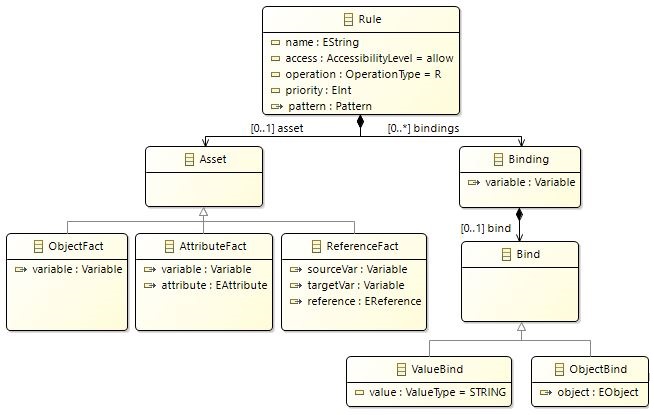 Rule
name : EString
access : AccessibilityLevel = allow
operation : OperationType = R
priority : EInt
pattern : Pattern
[0..1] asset
[0..*] bindings
Asset
Binding
variable : Variable
[0..1] bind
ObjectFact
variable : Variable
AttributeFact
variable : Variable
attribute : EAttribute
ReferenceFact
sourceVar : Variable
targetVar : Variable
reference : EReference
Bind
ValueBind
value : ValueType = STRING
ObjectBind
object : EObject